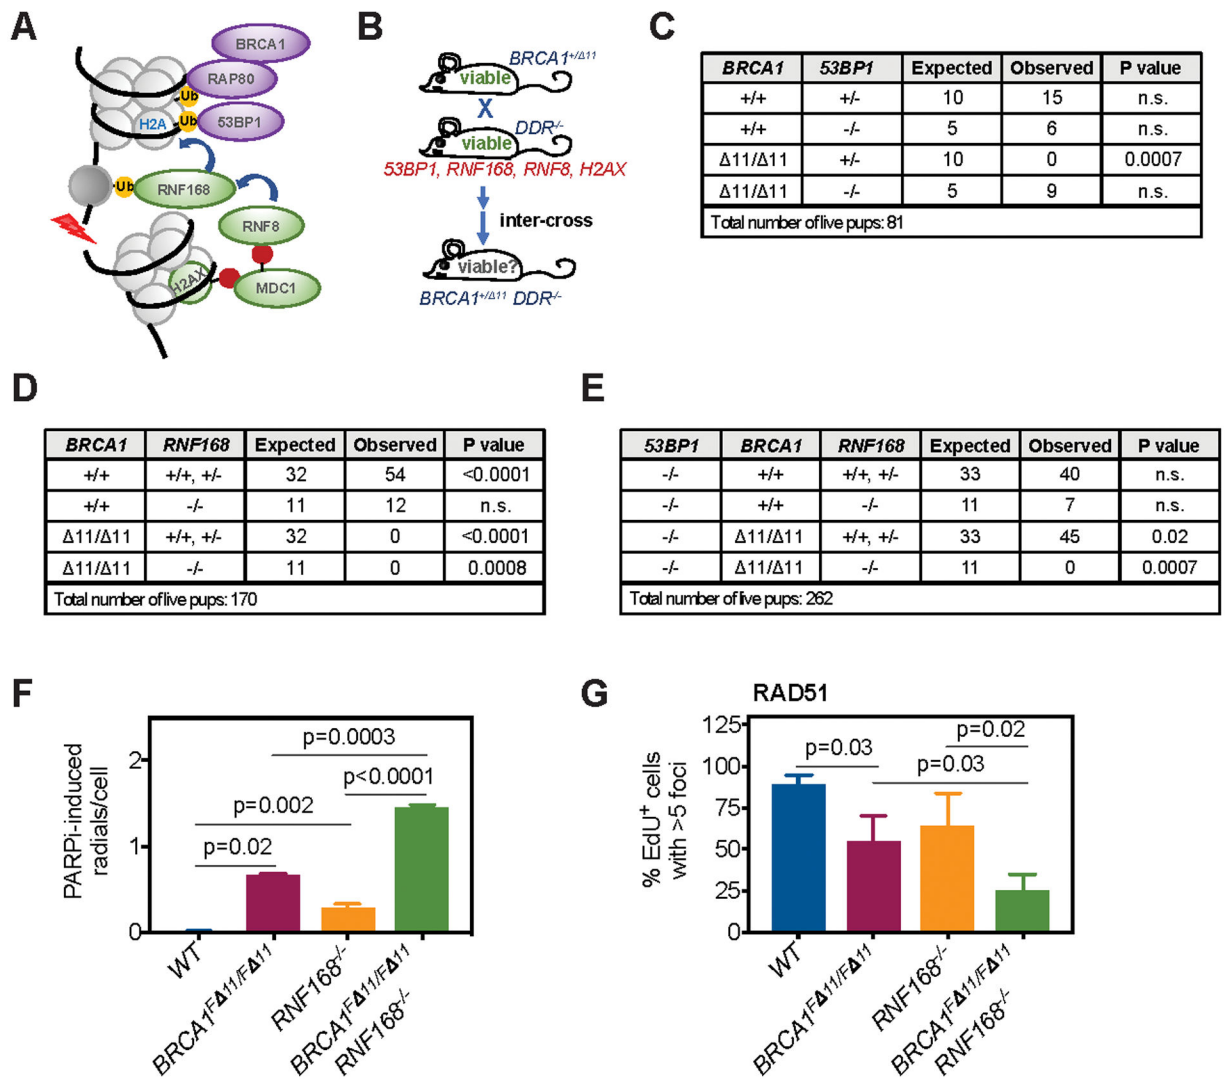 A
BRCA1
RAP80
Ub
H2A
Ub
53BP1
Ub
RNF168
RNF8
H2AX
MDC1
B
BRCA1+/Δ11
viable
X
DDR-/-
viable
53BP1, RNF168, RNF8, H2AX
inter-cross
viable?
BRCA1+/Δ11 DDR-/-
C
BRCA1 53BP1 Expected Observed P value
+/+ +/- 10 15 n.s.
+/+ -/- 5 6 n.s.
Δ11/Δ11 +/- 10 0 0.0007
Δ11/Δ11 -/- 5 9 n.s.
Total number of live pups: 81
D
BRCA1 RNF168 Expected Observed P value
+/+ +/+, +/- 32 54 <0.0001
+/+ -/- 11 12 n.s.
Δ11/Δ11 +/+, +/- 32 0 <0.0001
Δ11/Δ11 -/- 11 0 0.0008
Total number of live pups: 170
E
53BP1 BRCA1 RNF168 Expected Observed P value
-/- +/+ +/+, +/- 33 40 n.s.
-/- +/+ -/- 11 7 n.s.
-/- Δ11/Δ11 +/+, +/- 33 45 0.02
-/- Δ11/Δ11 -/- 11 0 0.0007
Total number of live pups: 262
F
PARPi-induced
radials/cell
2
1
0
p=0.0003
p<0.0001
p=0.002
p=0.02
WT
BRCA1FΔ11/FΔ11
RNF168-/-
BRCA1FΔ11/FΔ11
RNF168-/-
G
RAD51
% EdU+ cells
with >5 foci
125
100
75
50
25
0
p=0.02
p=0.03
p=0.03
WT
BRCA1FΔ11/FΔ11
RNF168-/-
BRCA1FΔ11/FΔ11
RNF168-/-